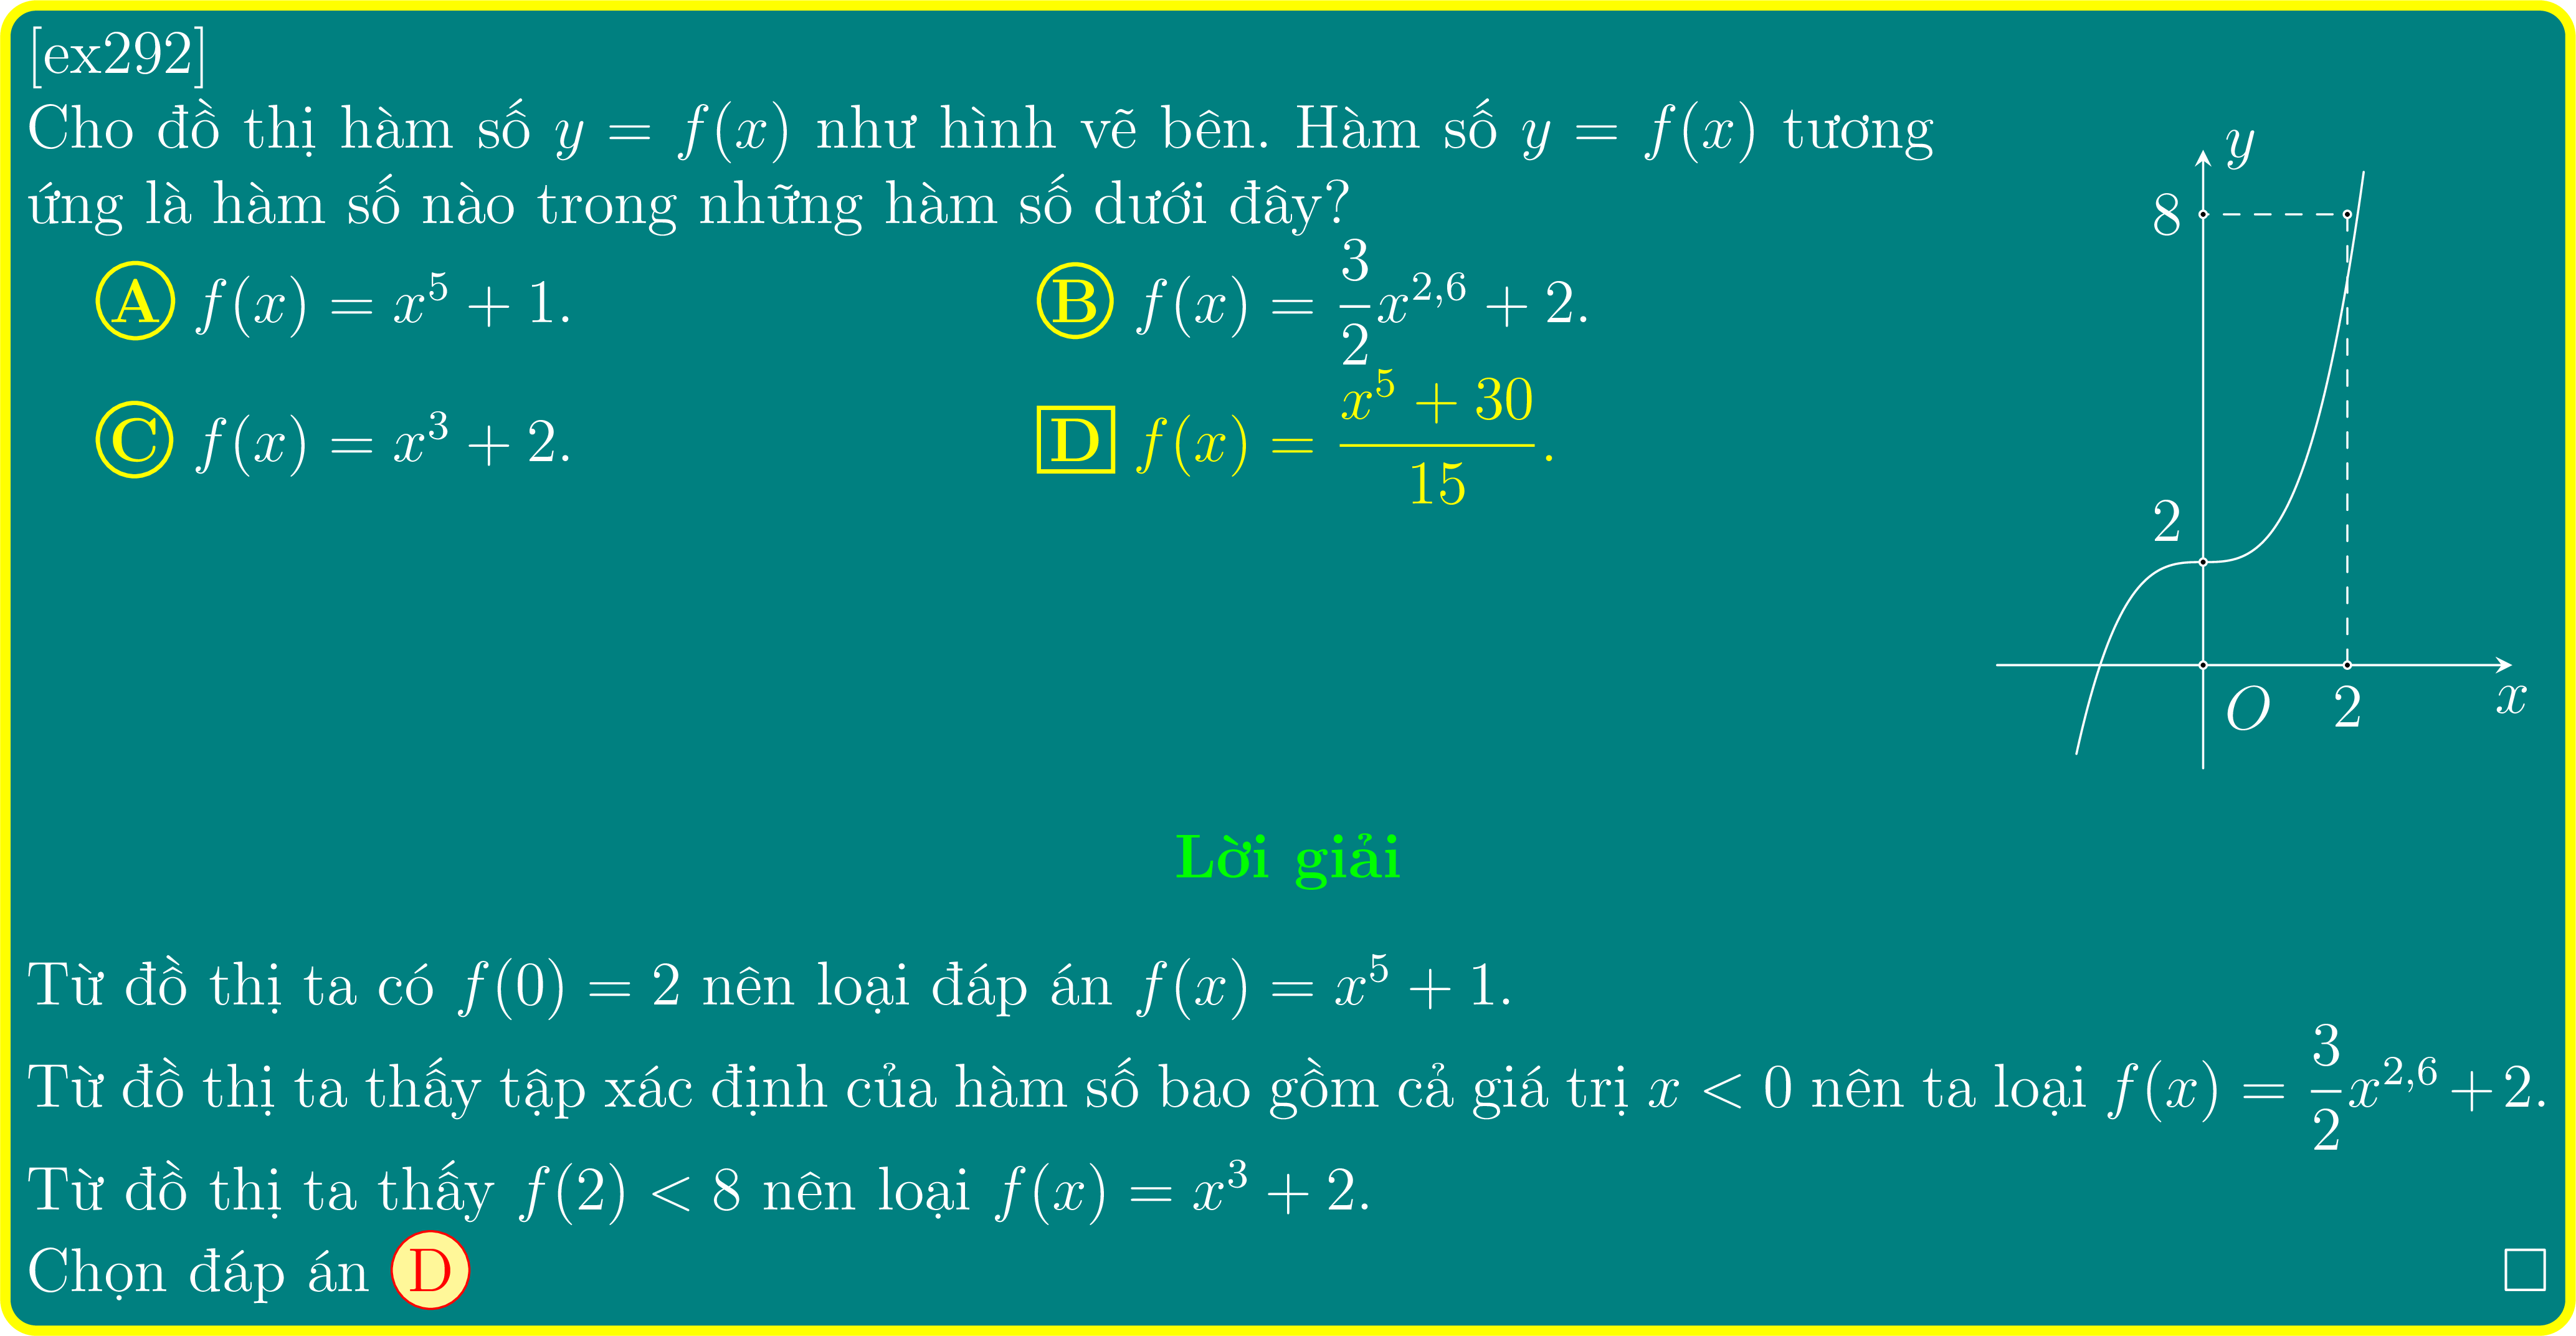 [ex292]
Cho đồ thị hàm số y = f(x) như hình vẽ bên. Hàm số y = f(x) tương
ứng là hàm số nào trong những hàm số dưới đây?
A f(x) = x^5 + 1.
B f(x) = \frac{3}{2}x^{2,6} + 2.
C f(x) = x^3 + 2.
D f(x) = \frac{x^5 + 30}{15}.
y
8
2
O
2
x
Lời giải
Từ đồ thị ta có f(0) = 2 nên loại đáp án f(x) = x^5 + 1.
Từ đồ thị ta thấy tập xác định của hàm số bao gồm cả giá trị x < 0 nên ta loại f(x) = \frac{3}{2}x^{2,6} + 2.
Từ đồ thị ta thấy f(2) < 8 nên loại f(x) = x^3 + 2.
Chọn đáp án D